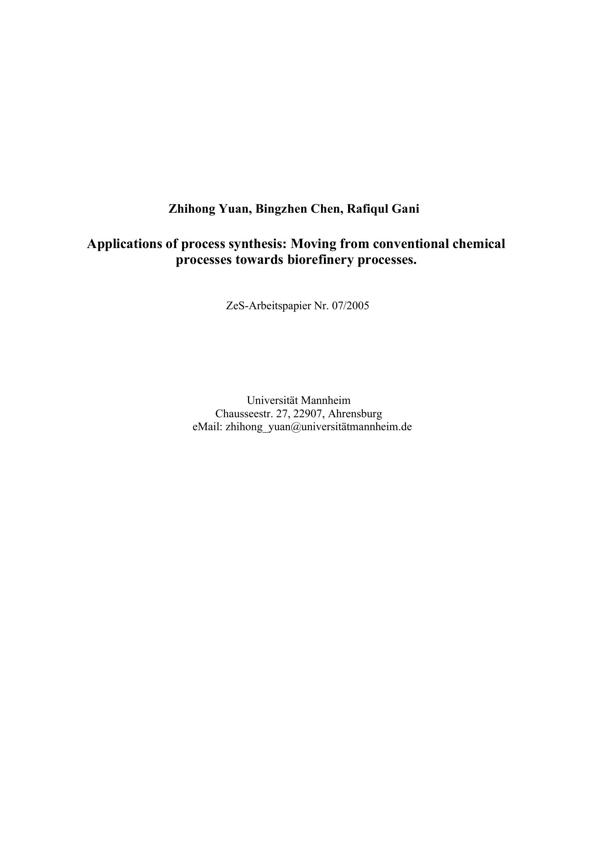 Zhihong Yuan, Bingzhen Chen, Rafiqul Gani
Applications of process synthesis: Moving from conventional chemical
processes towards biorefinery processes.
ZeS-Arbeitspapier Nr. 07/2005
Universität Mannheim
Chausseestr. 27, 22907, Ahrensburg
eMail: zhihong_yuan@universitätmannheim.de